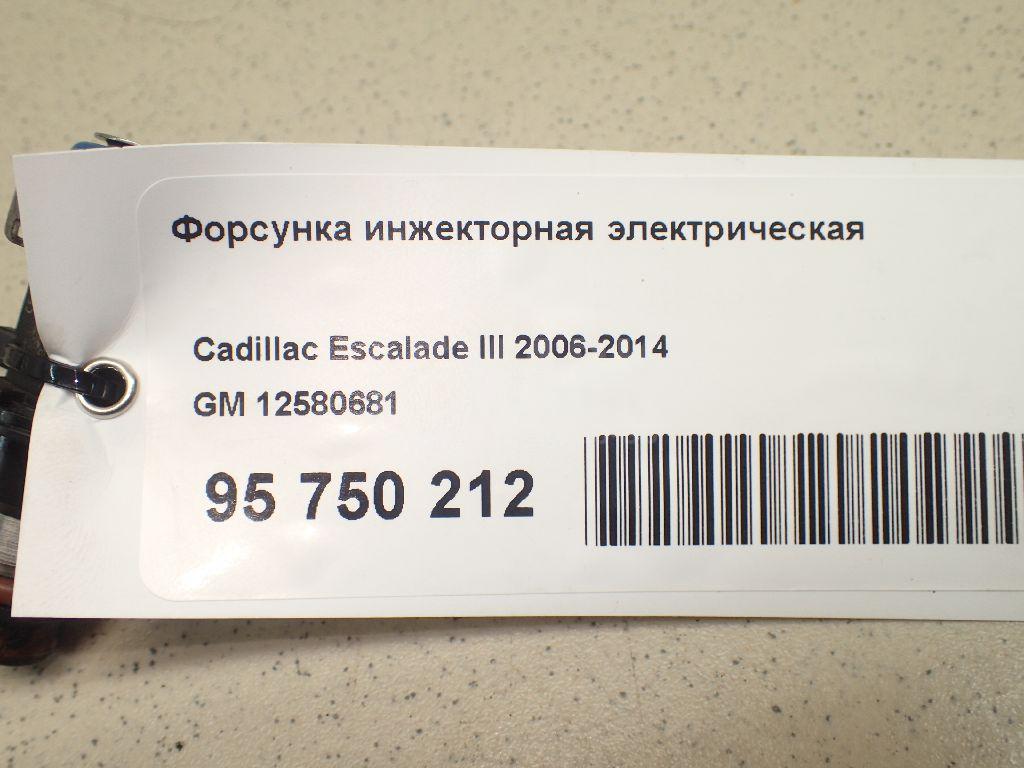 Форсунка инжекторная электрическая
Cadillac Escalade III 2006-2014
GM 12580681
95 750 212